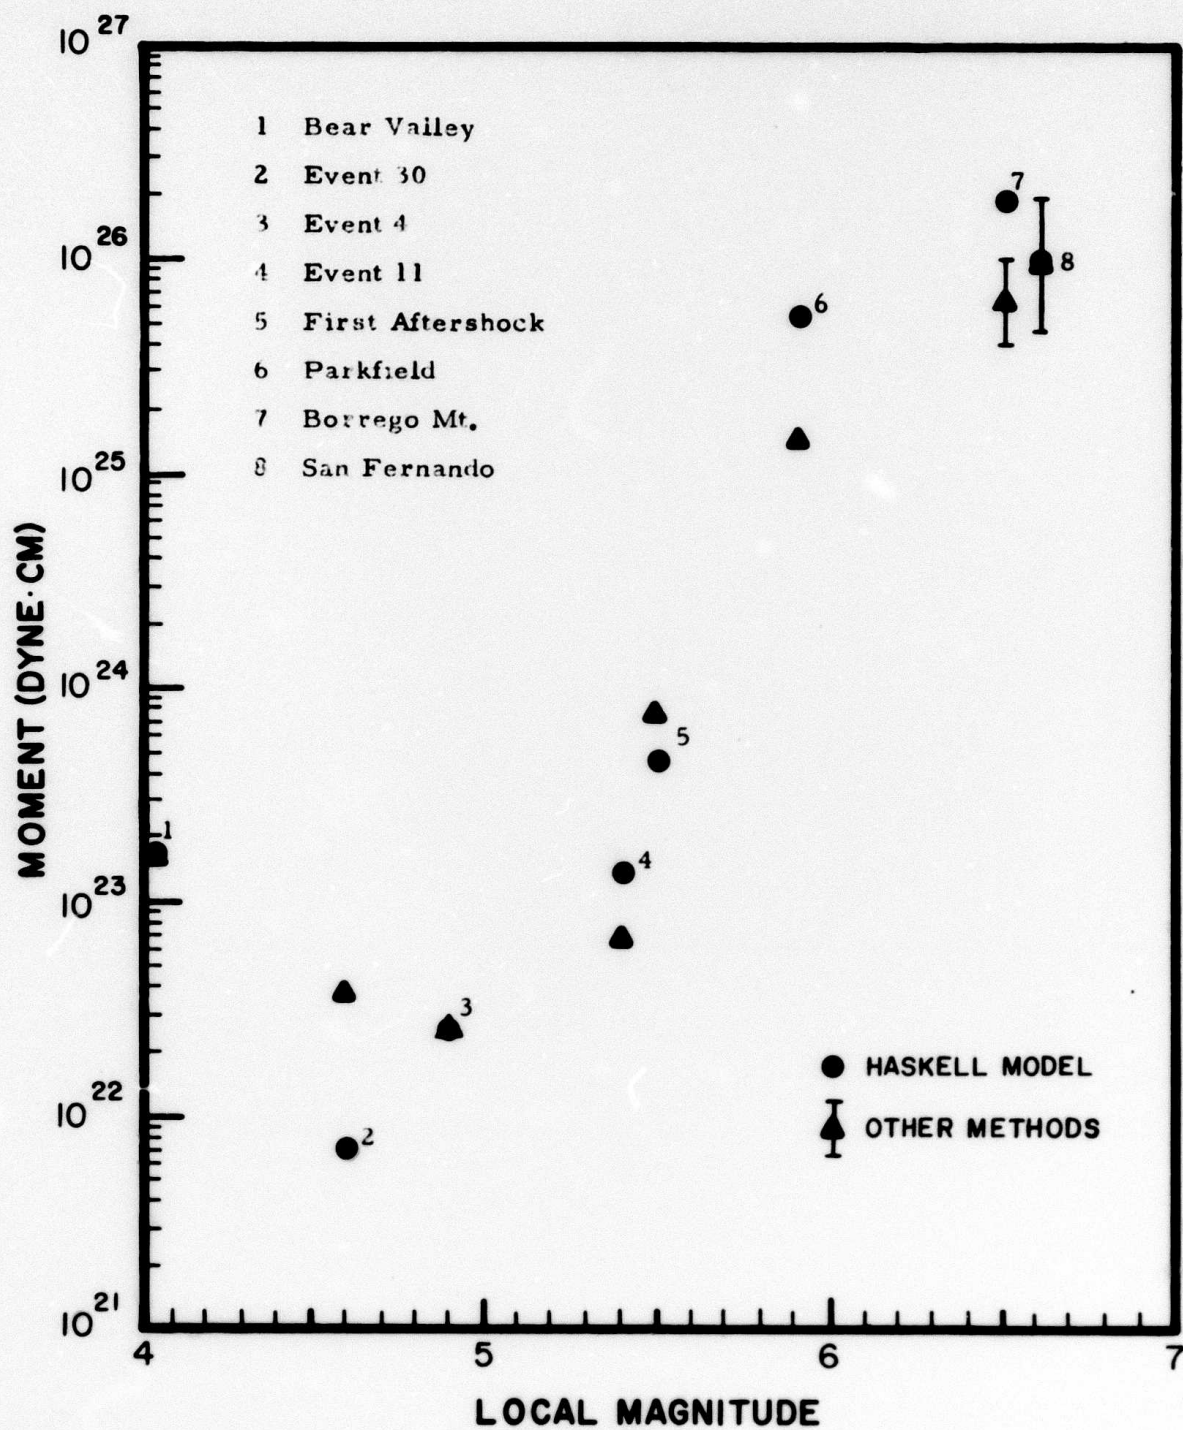 10 27
10 26
10 25
10 24
10 23
10 22
10 21
MOMENT (DYNE·CM)
1 Bear Valley
2 Event 30
3 Event 4
4 Event 11
5 First Aftershock
6 Parkfield
7 Borrego Mt.
8 San Fernando
7
8
6
5
1
4
3
2
HASKELL MODEL
OTHER METHODS
4 5 6 7
LOCAL MAGNITUDE